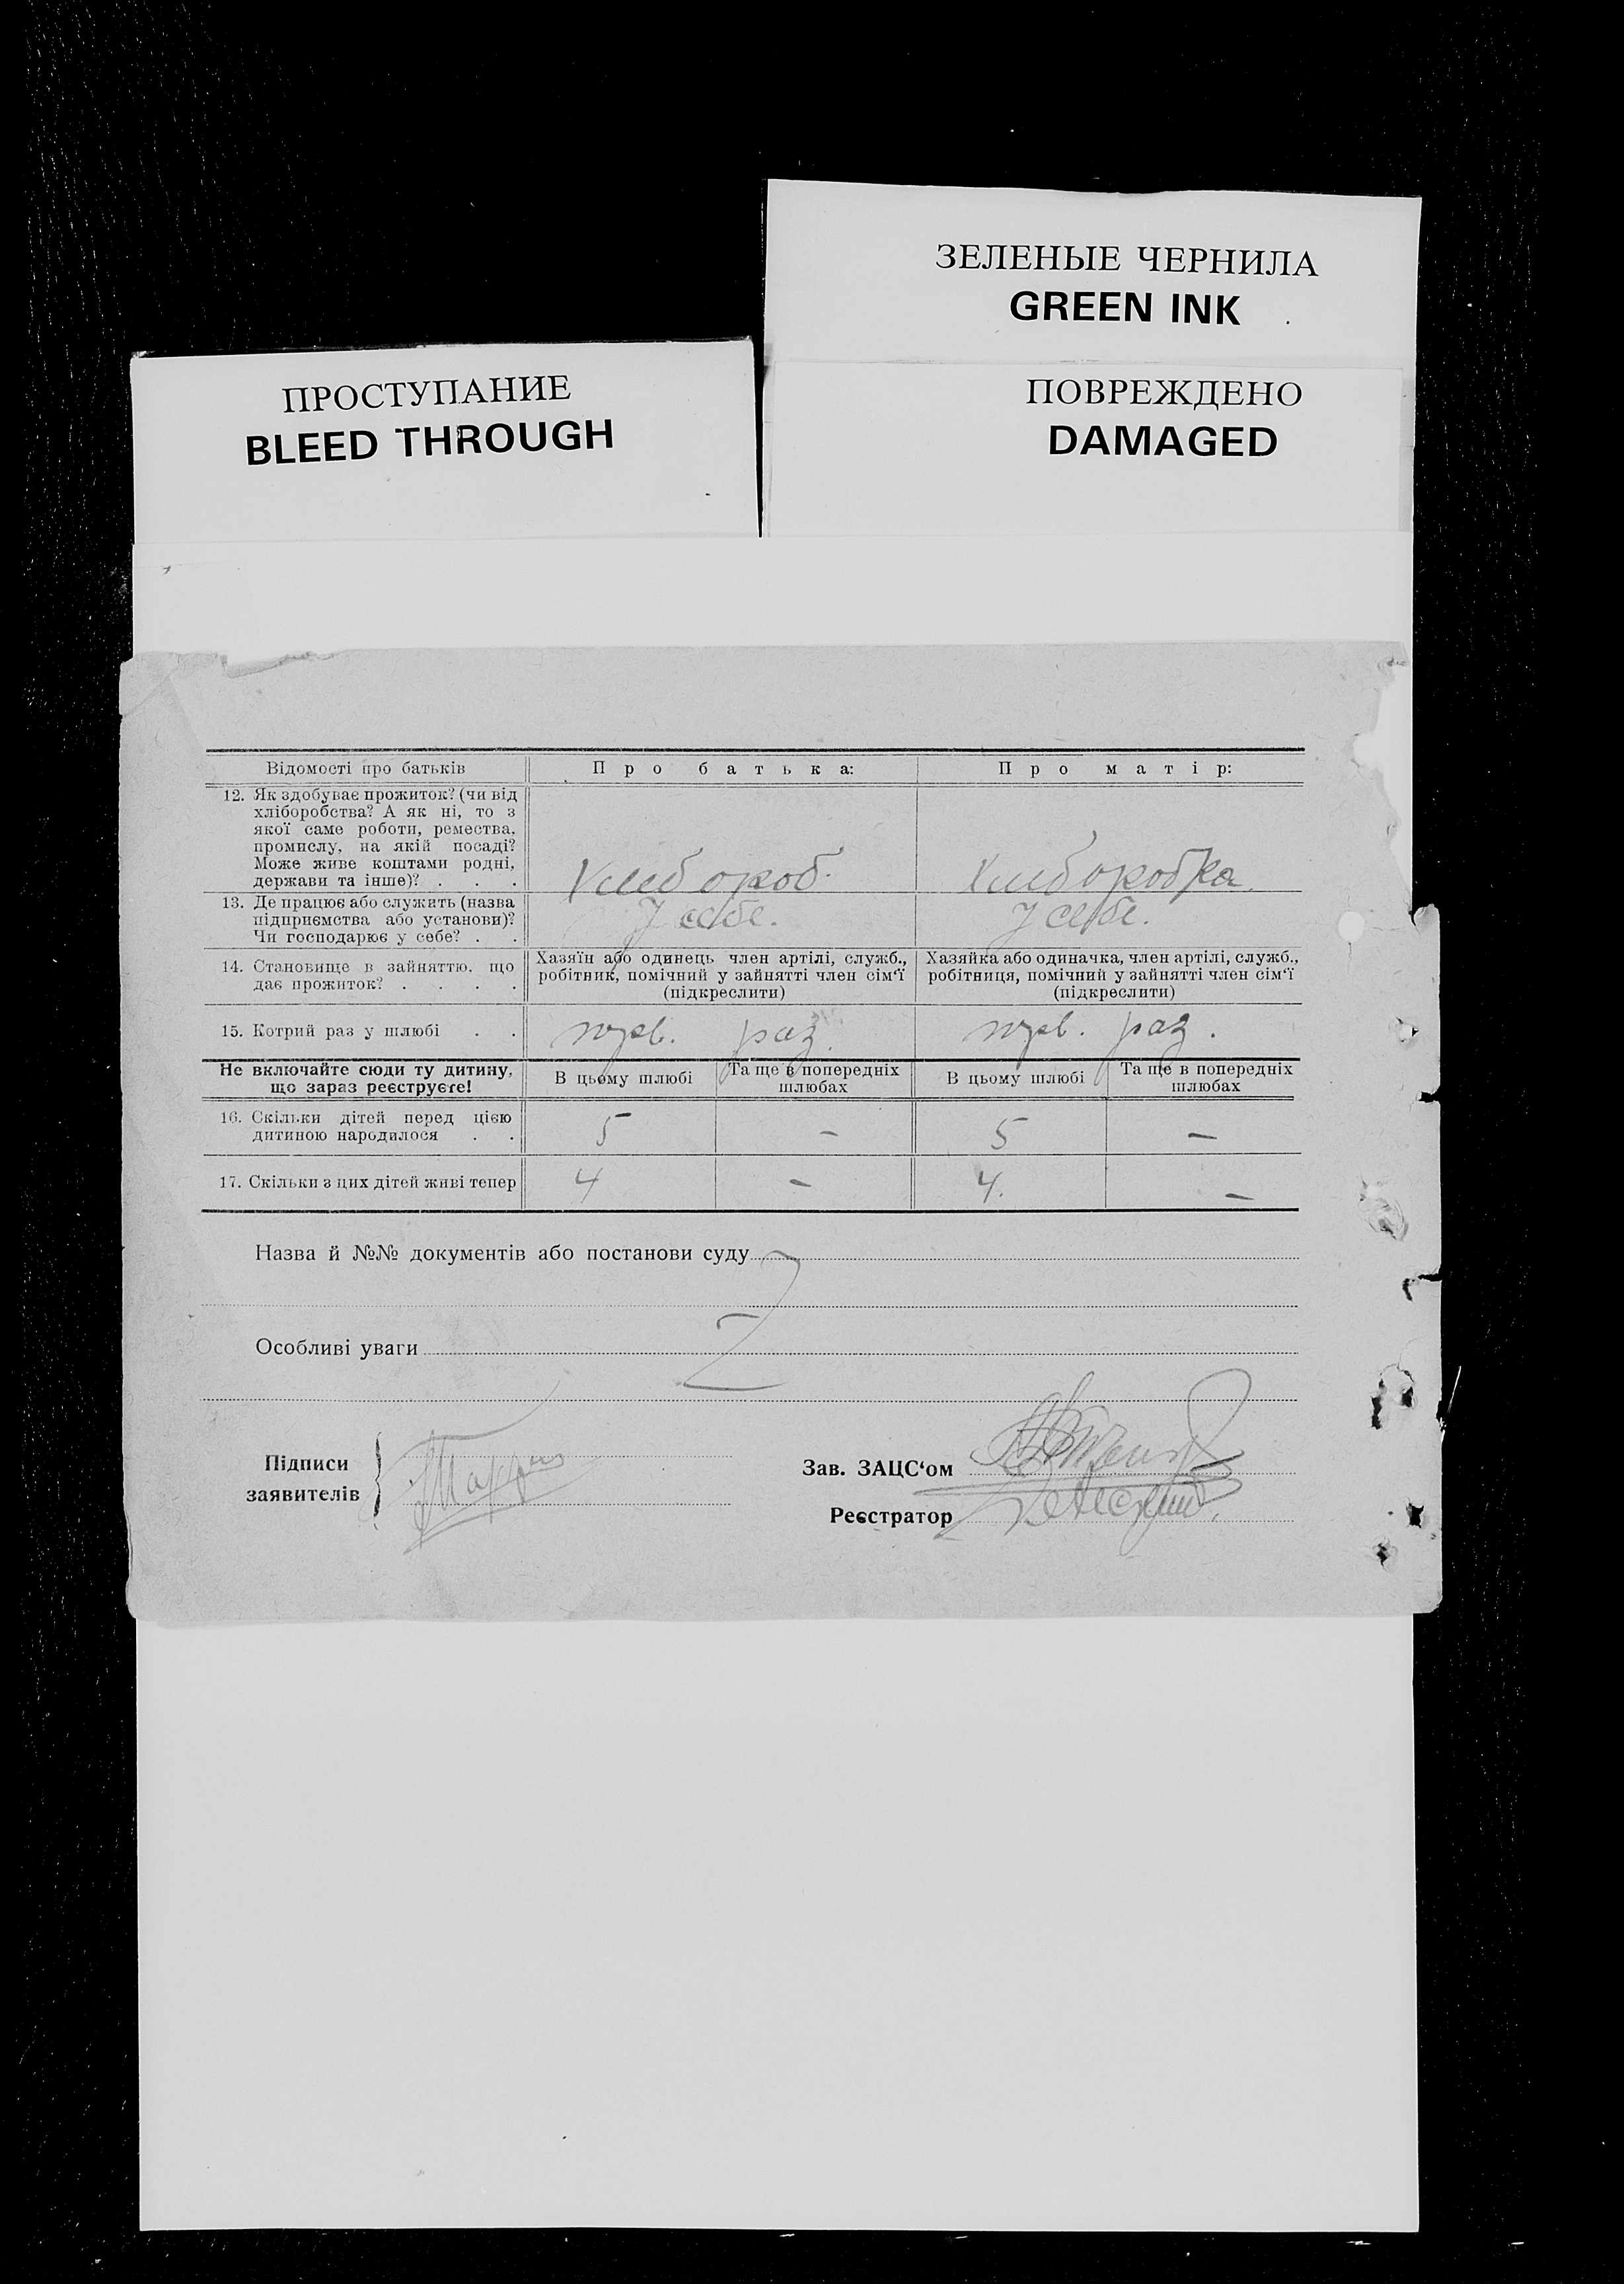 ЗЕЛЕНЫЕ ЧЕРНИЛА
GREEN INK
ПРОСТУПАНИЕ
BLEED THROUGH
ПОВРЕЖДЕНО
DAMAGED
Відомості про батьків
Про батька:
Про матір:
12. Як здобуває прожиток? (чи від
хліборобства? А як ні, то з
якої саме роботи, ремества,
промислу, на якій посаді?
Може живе коштами родні,
держави та інше)? . . .
Хлебороб.
Хлеборобка.
13. Де працює або служить (назва
підприємства або установи)?
Чи господарює у себе? . .
У себе.
У себе.
14. Становище в зайняттю, що
дає прожиток? . . . .
Хазяїн або одинець член артілі, служб.,
робітник, помічний у зайнятті член сім'ї
(підкреслити)
Хазяйка або одиначка, член артілі, служб.,
робітниця, помічний у зайнятті член сім'ї
(підкреслити)
15. Котрий раз у шлюбі . .
раз.
раз.
Не включайте сюди ту дитину,
що зараз реєструєте!
В цьому шлюбі
Та ще в попередніх
шлюбах
В цьому шлюбі
Та ще в попередніх
шлюбах
16. Скільки дітей перед цією
дитиною народилося . .
5
–
5
–
17. Скільки з цих дітей живі тепер
4
–
4.
–
Назва й №№ документів або постанови суду
Особливі уваги
Підписи
заявителів
Зав. ЗАЦС'ом
Реєстратор